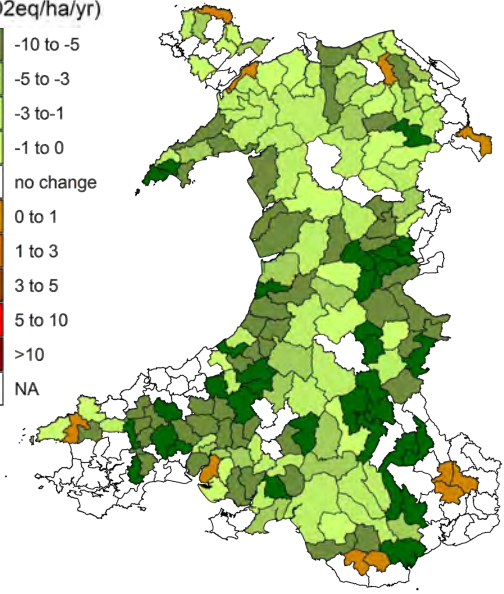 O2eq/ha/yr)
-10 to -5
-5 to -3
-3 to-1
-1 to 0
no change
0 to 1
1 to 3
3 to 5
5 to 10
>10
NA